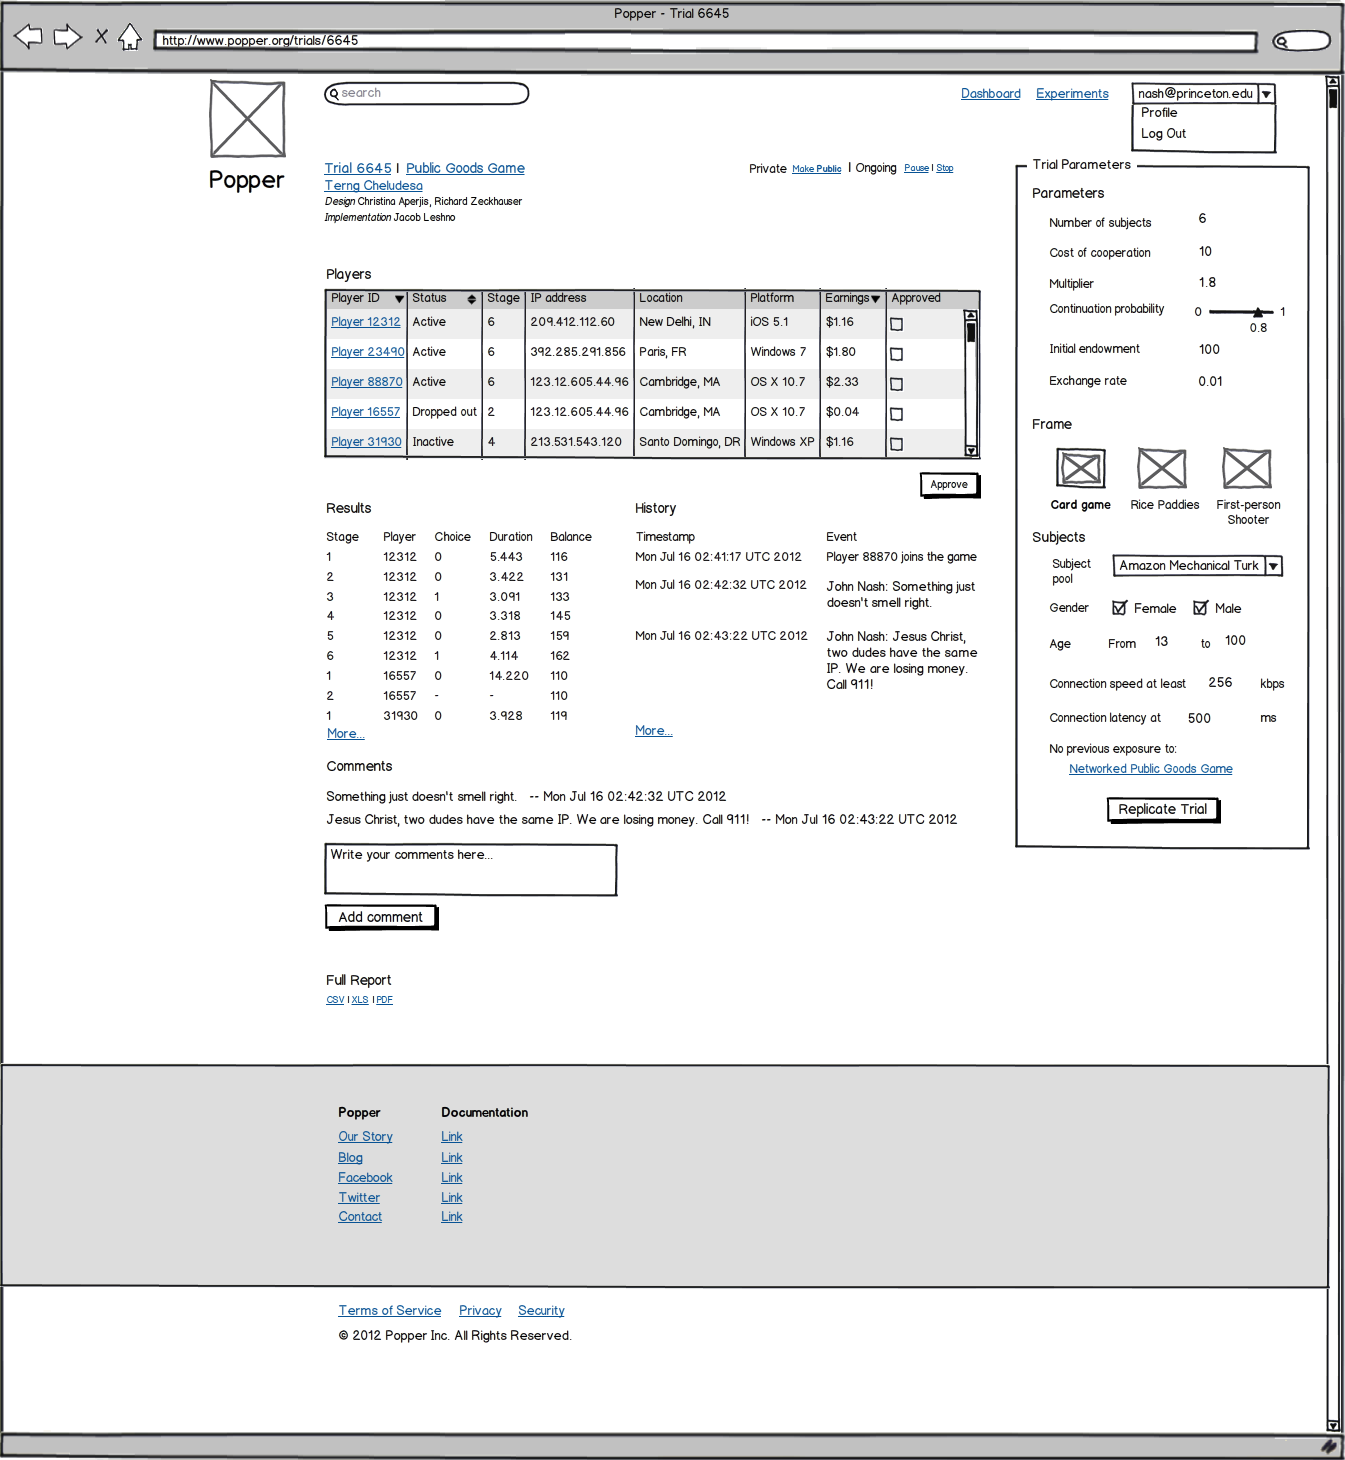 Popper - Trial 6645
http://www.popper.org/trials/6645
search
Dashboard Experiments nash@princeton.edu
Profile
Log Out
Popper
Trial 6645 | Public Goods Game
Terng Cheludesa
Design Christina Aperjis, Richard Zeckhauser
Implementation Jacob Leshno
Private Make Public | Ongoing Pause | Stop
Players
Player ID Status Stage IP address Location Platform Earnings Approved
Player 12312 Active 6 209.412.112.60 New Delhi, IN iOS 5.1 $1.16
Player 23490 Active 6 392.285.291.856 Paris, FR Windows 7 $1.80
Player 88870 Active 6 123.12.605.44.96 Cambridge, MA OS X 10.7 $2.33
Player 16557 Dropped out 2 123.12.605.44.96 Cambridge, MA OS X 10.7 $0.04
Player 31930 Inactive 4 213.531.543.120 Santo Domingo, DR Windows XP $1.16
Approve
Results
Stage Player Choice Duration Balance
1 12312 0 5.443 116
2 12312 0 3.422 131
3 12312 1 3.091 133
4 12312 0 3.318 145
5 12312 0 2.813 159
6 12312 1 4.114 162
1 16557 0 14.220 110
2 16557 - - 110
1 31930 0 3.928 119
More...
History
Timestamp Event
Mon Jul 16 02:41:17 UTC 2012 Player 88870 joins the game
Mon Jul 16 02:42:32 UTC 2012 John Nash: Something just
doesn't smell right.
Mon Jul 16 02:43:22 UTC 2012 John Nash: Jesus Christ,
two dudes have the same
IP. We are losing money.
Call 911!
More...
Comments
Something just doesn't smell right. -- Mon Jul 16 02:42:32 UTC 2012
Jesus Christ, two dudes have the same IP. We are losing money. Call 911! -- Mon Jul 16 02:43:22 UTC 2012
Write your comments here...
Add comment
Full Report
CSV | XLS | PDF
Trial Parameters
Parameters
Number of subjects 6
Cost of cooperation 10
Multiplier 1.8
Continuation probability 0 1
0.8
Initial endowment 100
Exchange rate 0.01
Frame
Card game Rice Paddies First-person
Shooter
Subjects
Subject Amazon Mechanical Turk
pool
Gender Female Male
Age From 13 to 100
Connection speed at least 256 kbps
Connection latency at 500 ms
No previous exposure to:
Networked Public Goods Game
Replicate Trial
Popper Documentation
Our Story Link
Blog Link
Facebook Link
Twitter Link
Contact Link
Terms of Service Privacy Security
© 2012 Popper Inc. All Rights Reserved.